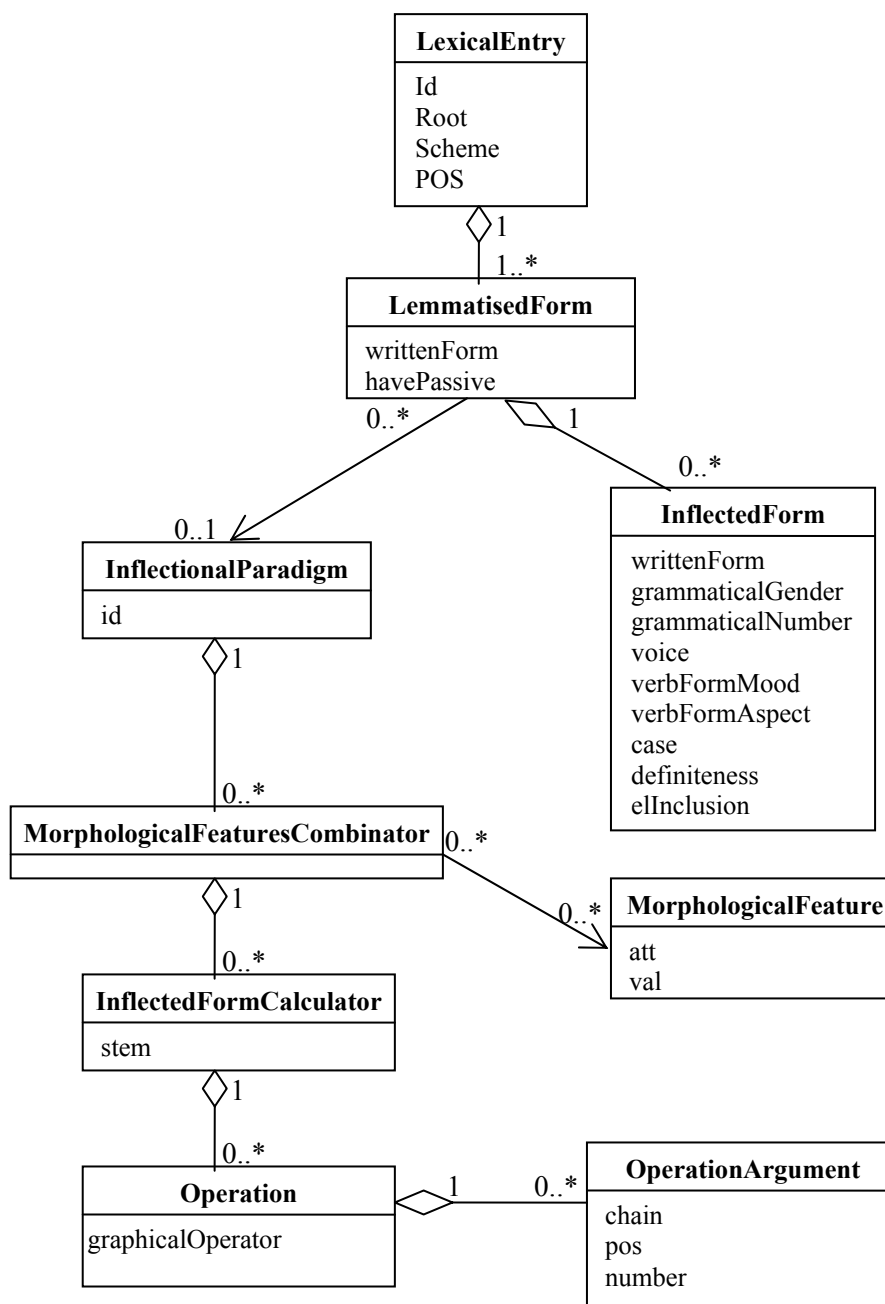 LexicalEntry
Id
Root
Scheme
POS
1
1..*
LemmatisedForm
writtenForm
havePassive
0..*
1
0..*
0..1
InflectedForm
writtenForm
grammaticalGender
grammaticalNumber
voice
verbFormMood
verbFormAspect
case
definiteness
elInclusion
InflectionalParadigm
id
1
0..*
MorphologicalFeaturesCombinator
0..*
1
0..*
MorphologicalFeature
att
val
0..*
InflectedFormCalculator
stem
1
0..*
Operation
graphicalOperator
1
0..*
OperationArgument
chain
pos
number